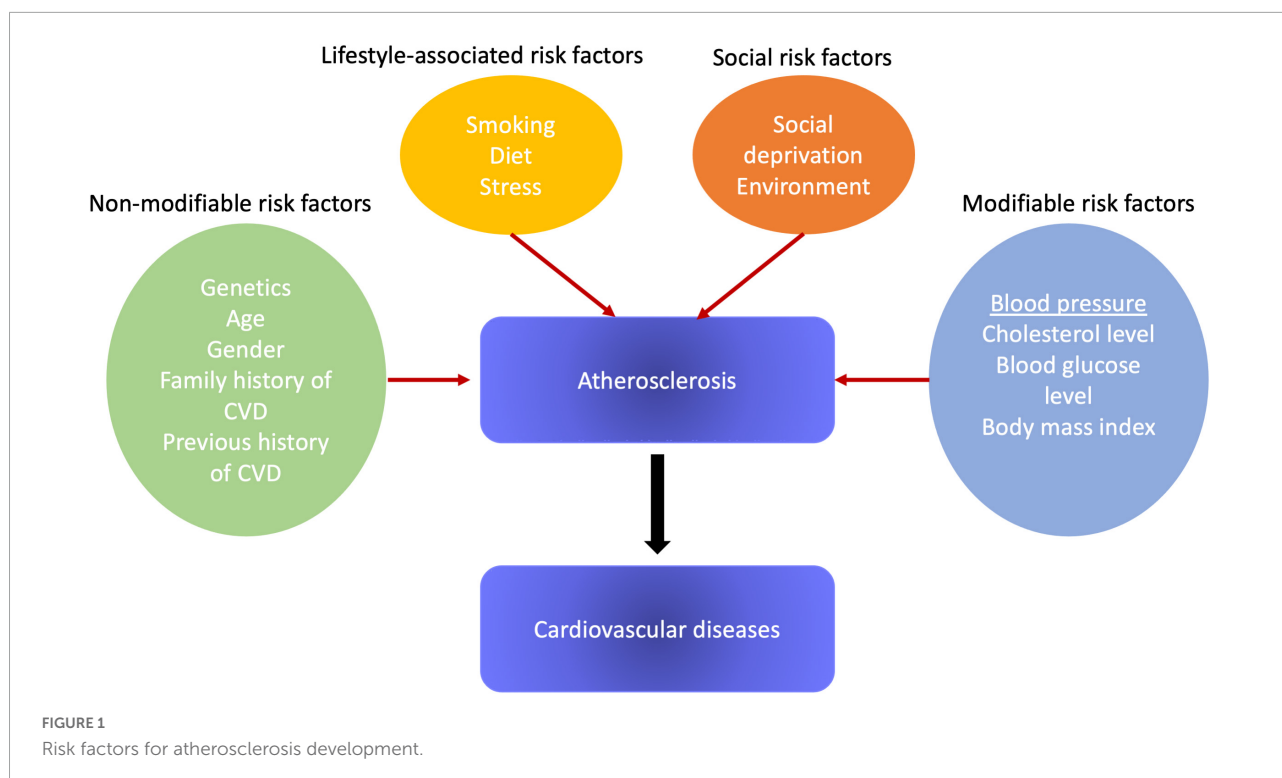 Lifestyle-associated risk factors
Smoking
Diet
Stress
Social risk factors
Social
deprivation
Environment
Non-modifiable risk factors
Genetics
Age
Gender
Family history of
CVD
Previous history
of CVD
Modifiable risk factors
Blood pressure
Cholesterol level
Blood glucose
level
Body mass index
Atherosclerosis
Cardiovascular diseases
FIGURE 1
Risk factors for atherosclerosis development.